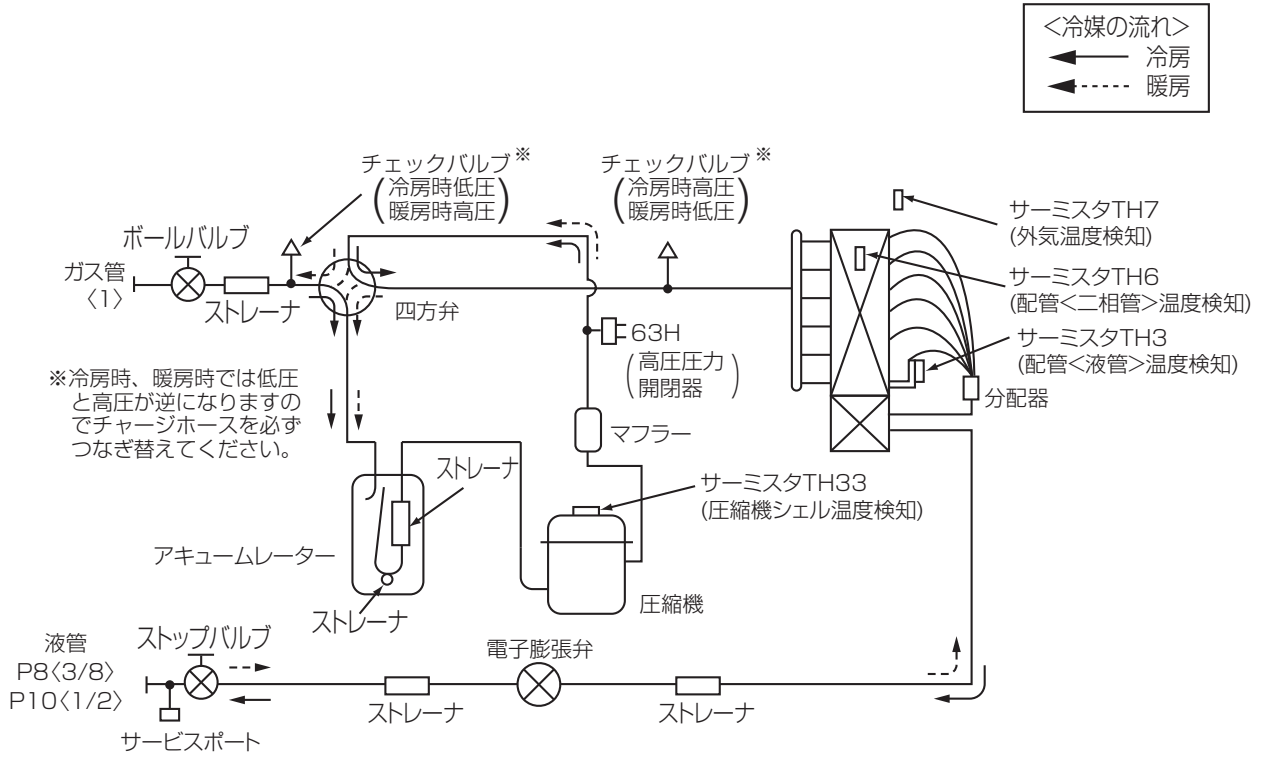 <冷媒の流れ>
冷房
暖房
チェックバルブ※
(冷房時低圧
暖房時高圧)
チェックバルブ※
(冷房時高圧
暖房時低圧)
サーミスタTH7
(外気温度検知)
ボールバルブ
ガス管
〈1〉
ストレーナ
四方弁
サーミスタTH6
(配管<二相管>温度検知)
63H
(高圧圧力
開閉器)
サーミスタTH3
(配管<液管>温度検知)
分配器
※冷房時、暖房時では低圧
と高圧が逆になりますの
でチャージホースを必ず
つなぎ替えてください。
マフラー
ストレーナ
サーミスタTH33
(圧縮機シェル温度検知)
アキュームレーター
圧縮機
ストレーナ
液管
P8〈3/8〉
P10〈1/2〉
ストップバルブ
電子膨張弁
ストレーナ
ストレーナ
サービスポート